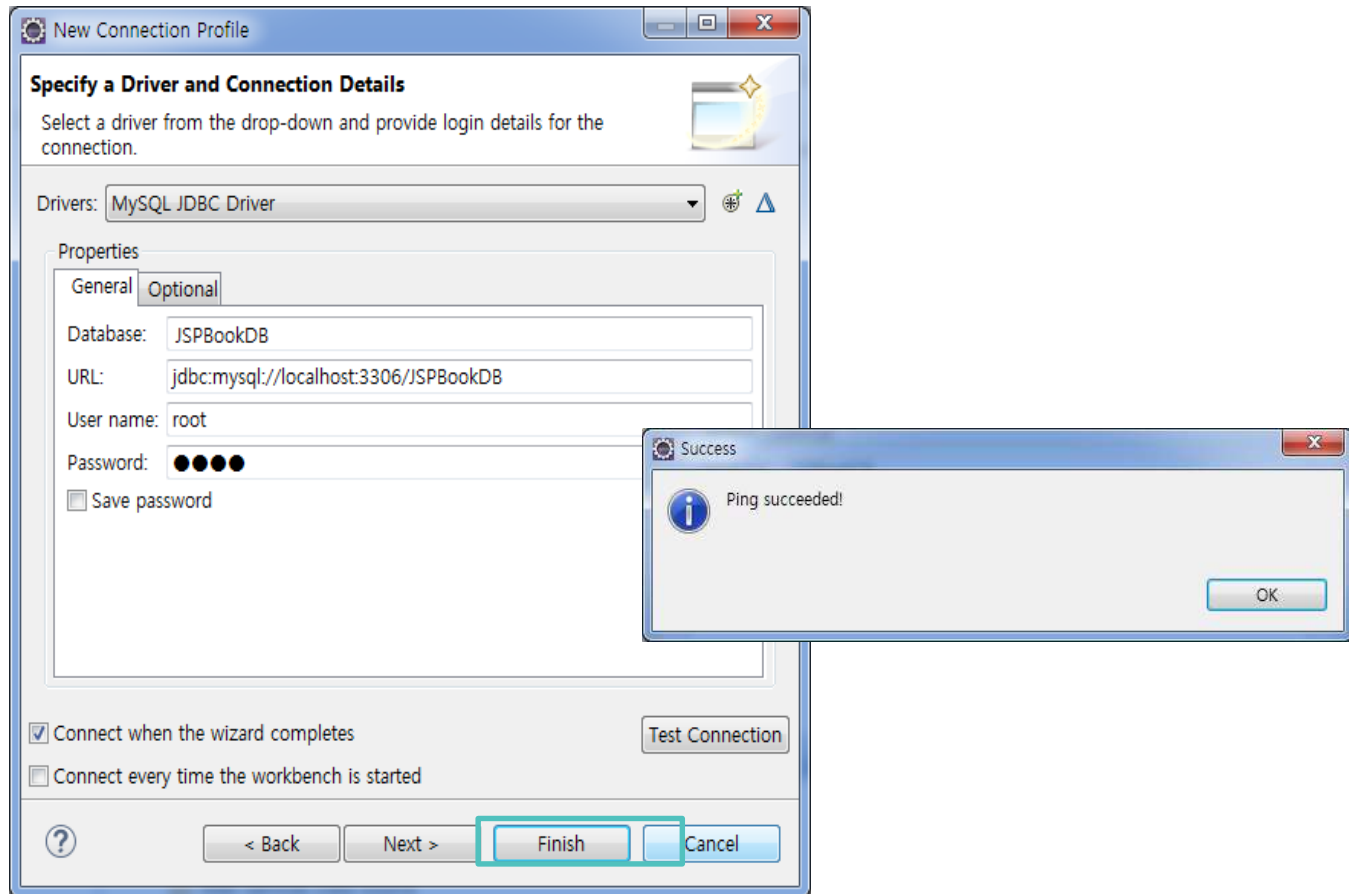 New Connection Profile
Specify a Driver and Connection Details
Select a driver from the drop-down and provide login details for the
connection.
Drivers: MySQL JDBC Driver
Properties
General Optional
Database: JSPBookDB
URL: jdbc:mysql://localhost:3306/JSPBookDB
User name: root
Password: ●●●●
Save password
Connect when the wizard completes
Test Connection
Connect every time the workbench is started
? < Back Next > Finish Cancel
Success
Ping succeeded!
OK